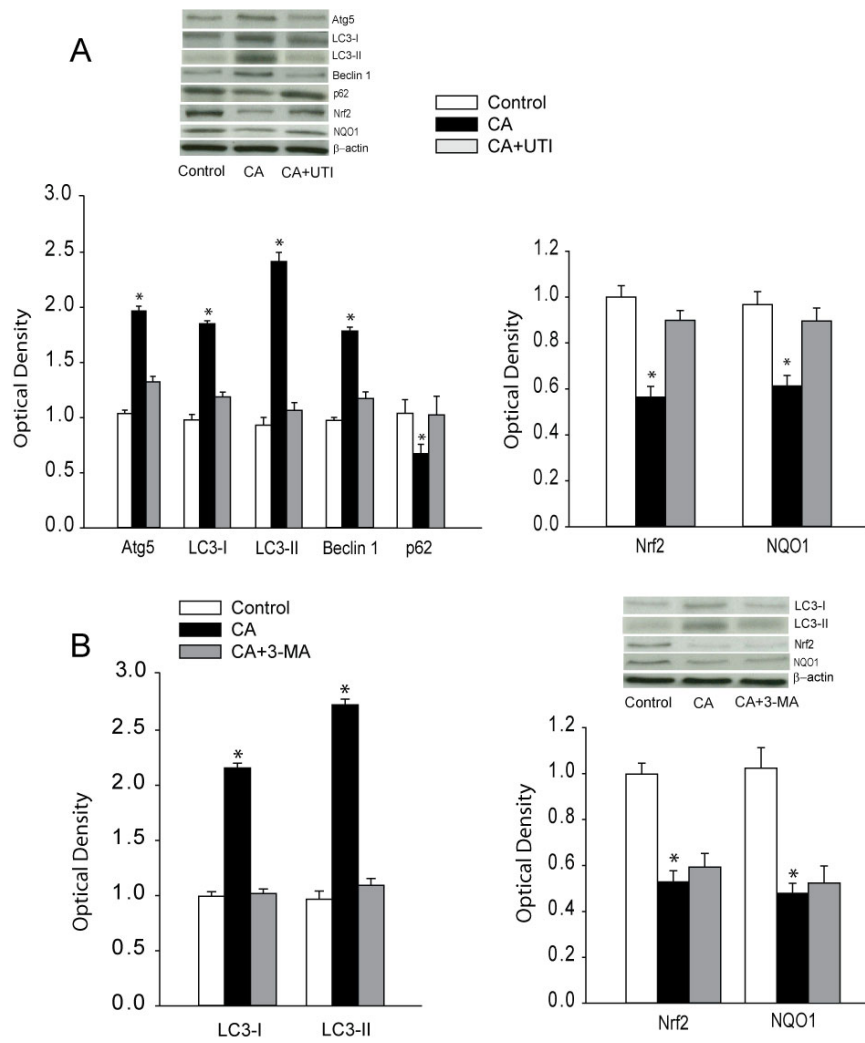 A
Atg5
LC3-I
LC3-II
Beclin 1
p62
Nrf2
NQO1
β-actin
Control CA CA+UTI
Control
CA
CA+UTI
Optical Density
3.0
2.5
2.0
1.5
1.0
0.5
0.0
* * * * *
Atg5 LC3-I LC3-II Beclin 1 p62
Optical Density
1.2
1.0
0.8
0.6
0.4
0.2
0.0
* *
Nrf2 NQO1
B
Control
CA
CA+3-MA
Optical Density
3.0
2.5
2.0
1.5
1.0
0.5
0.0
* *
LC3-I LC3-II
LC3-I
LC3-II
Nrf2
NQO1
β-actin
Control CA CA+3-MA
Optical Density
1.2
1.0
0.8
0.6
0.4
0.2
0.0
* *
Nrf2 NQO1